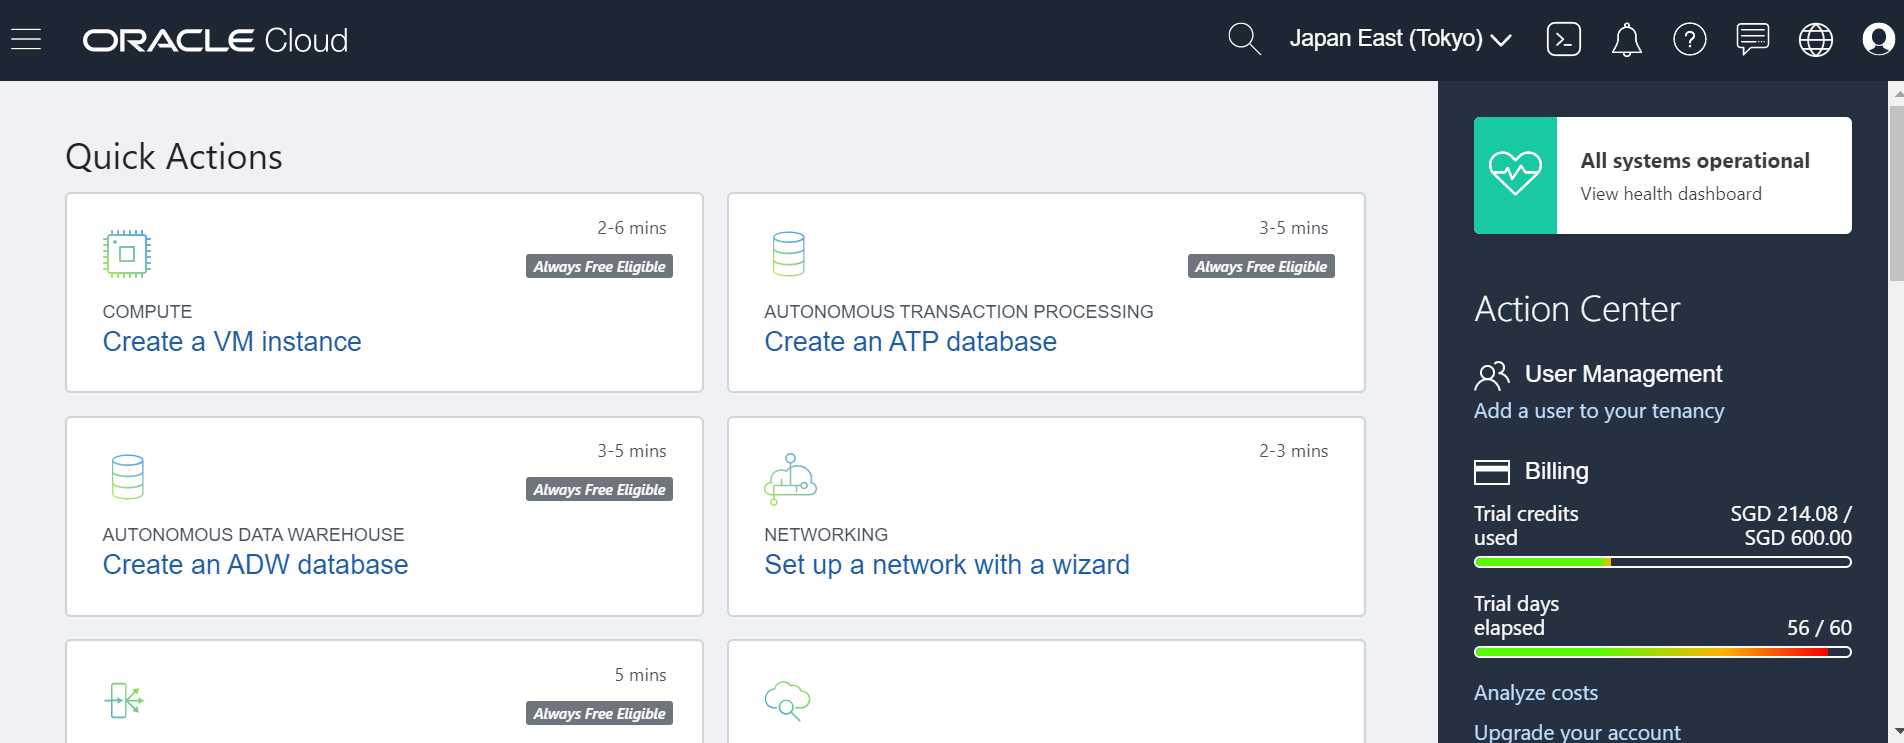 ORACLE Cloud
Japan East (Tokyo)
Quick Actions
2-6 mins
Always Free Eligible
COMPUTE
Create a VM instance
3-5 mins
Always Free Eligible
AUTONOMOUS TRANSACTION PROCESSING
Create an ATP database
3-5 mins
Always Free Eligible
AUTONOMOUS DATA WAREHOUSE
Create an ADW database
2-3 mins
NETWORKING
Set up a network with a wizard
5 mins
Always Free Eligible
All systems operational
View health dashboard
Action Center
User Management
Add a user to your tenancy
Billing
Trial credits SGD 214.08 /
used SGD 600.00
Trial days
elapsed 56 / 60
Analyze costs
Upgrade your account